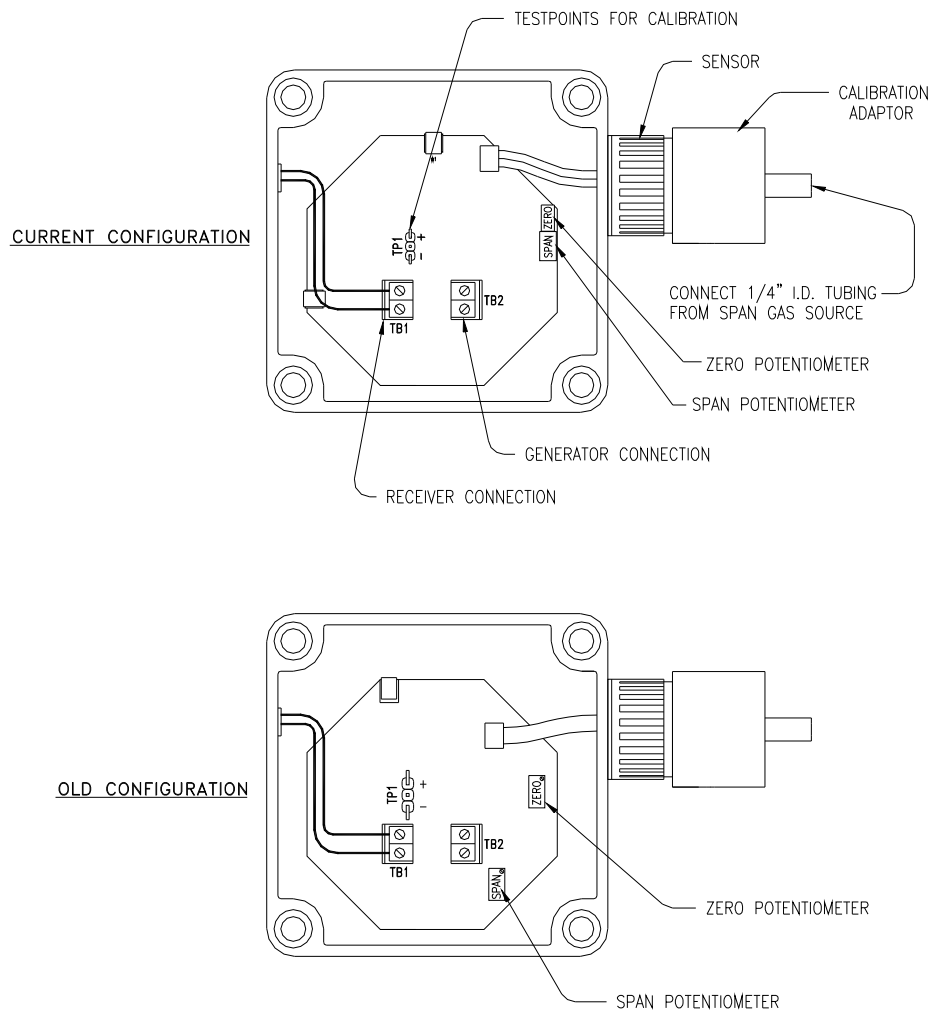 TESTPOINTS FOR CALIBRATION
SENSOR
CALIBRATION
ADAPTOR
CURRENT CONFIGURATION
TP1
+
-
ZERO
SPAN
TB1
TB2
CONNECT 1/4" I.D. TUBING
FROM SPAN GAS SOURCE
ZERO POTENTIOMETER
SPAN POTENTIOMETER
GENERATOR CONNECTION
RECEIVER CONNECTION
OLD CONFIGURATION
TP1
+
-
ZERO
TB1
TB2
SPAN
ZERO POTENTIOMETER
SPAN POTENTIOMETER